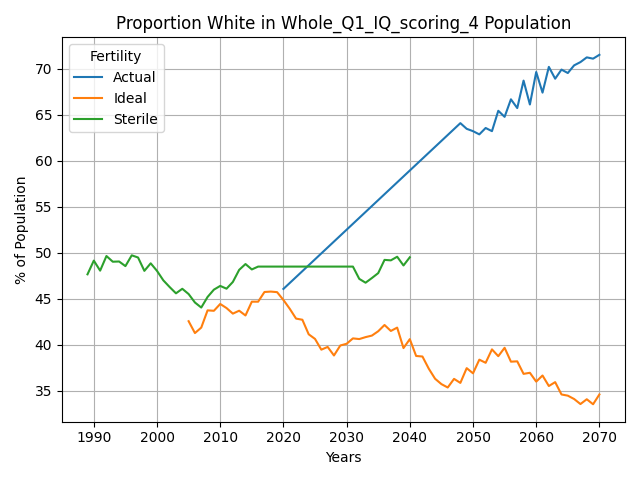 Proportion White in Whole_Q1_IQ_scoring_4 Population
Fertility
Actual
Ideal
Sterile
% of Population
70
65
60
55
50
45
40
35
1990 2000 2010 2020 2030 2040 2050 2060 2070
Years